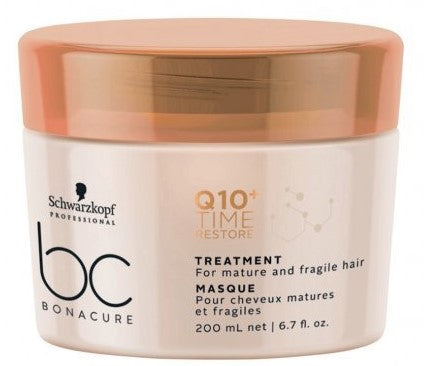 Schwarzkopf
PROFESSIONAL
bc
BONACURE
Q10+
TIME
RESTORE
TREATMENT
For mature and fragile hair
MASQUE
Pour cheveux matures
et fragiles
200 mL net | 6.7 fl. oz.